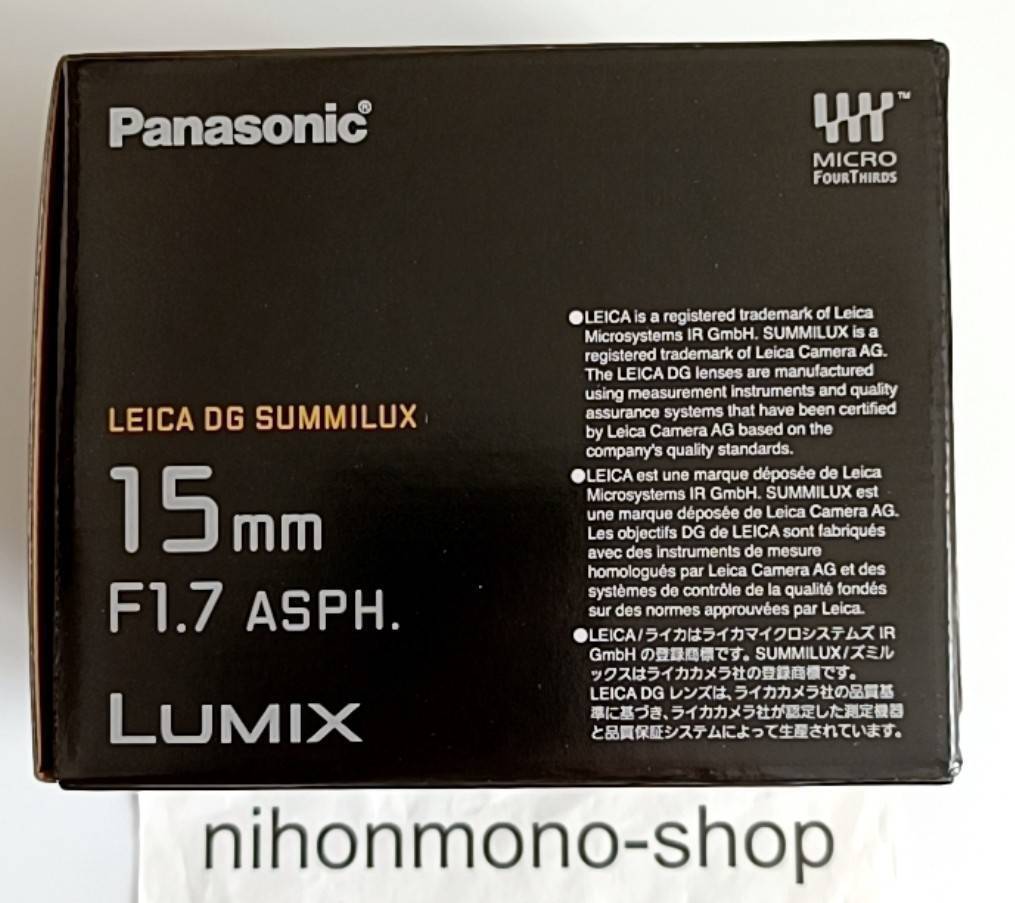 Panasonic®
MICRO
FOURTHIRDS
™
LEICA DG SUMMILUX
15mm
F1.7 ASPH.
LUMIX
●LEICA is a registered trademark of Leica
Microsystems IR GmbH. SUMMILUX is a
registered trademark of Leica Camera AG.
The LEICA DG lenses are manufactured
using measurement instruments and quality
assurance systems that have been certified
by Leica Camera AG based on the
company's quality standards.
●LEICA est une marque déposée de Leica
Microsystems IR GmbH. SUMMILUX est
une marque déposée de Leica Camera AG.
Les objectifs DG de LEICA sont fabriqués
avec des instruments de mesure
homologués par Leica Camera AG et des
systèmes de contrôle de la qualité fondés
sur des normes approuvées par Leica.
●LEICA/ライカはライカマイクロシステムズ IR
GmbH の登録商標です。SUMMILUX/ズミル
ックスはライカカメラ社の登録商標です。
LEICA DG レンズは、ライカカメラ社の品質基
準に基づき、ライカカメラ社が認定した測定機器
と品質保証システムによって生産されています。
nihonmono-shop